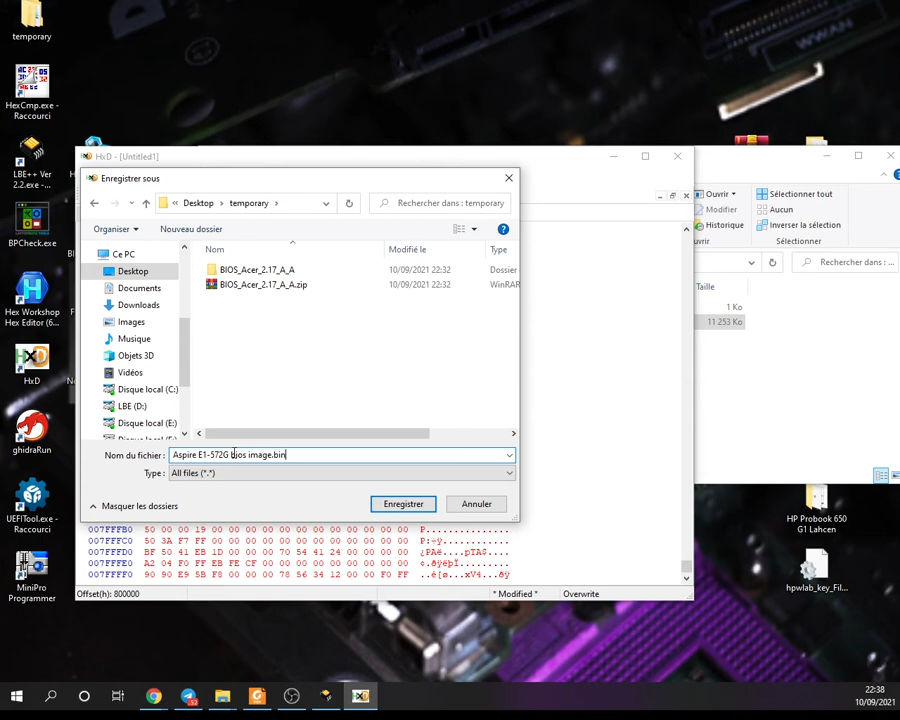 temporary
HexCmp.exe -
Raccourci
LBE++ Ver
2.2.exe -...
BPCheck.exe
Hex Workshop
Hex Editor (6...
HxD
ghidraRun
UEFITool.exe -
Raccourci
MiniPro
Programmer
WWAN
HxD - [Untitled1]
Enregistrer sous
« Desktop › temporary ›
Rechercher dans : temporary
Organiser
Nouveau dossier
Ce PC
Desktop
Documents
Downloads
Images
Musique
Objets 3D
Vidéos
Disque local (C:)
LBE (D:)
Disque local (E:)
Nom
Modifié le
Type
BIOS_Acer_2.17_A_A
10/09/2021 22:32
Dossier
BIOS_Acer_2.17_A_A.zip
10/09/2021 22:32
WinRAR
Nom du fichier :
Aspire E1-572G bios image.bin
Type :
All files (*.*)
Masquer les dossiers
Enregistrer
Annuler
007FFFB0 50 00 00 19 00 00 00 00 00 00 00 00 00 00 00 00 P...............
007FFFC0 50 3A F7 FF 00 00 00 00 00 00 00 00 00 00 00 00 P:÷ÿ............
007FFFD0 BF 50 41 EB 1D 00 00 00 70 54 41 24 00 00 00 00 ¿PAë....pTA$....
007FFFE0 A2 04 F0 FF EB FE CF 00 00 00 00 00 00 00 00 00 ¢.ðÿëþÏ.........
007FFFF0 90 90 E9 5B F8 00 00 00 78 56 34 12 00 00 F0 FF ..é[ø...xV4...ðÿ
Offset(h): 800000
* Modified *
Overwrite
Ouvrir
Modifier
Historique
Sélectionner tout
Aucun
Inverser la sélection
Sélectionner
Rechercher dans : ...
Taille
1 Ko
11 253 Ko
HP Probook 650
G1 Lahcen
hpwlab_key_Fil...
22:38
10/09/2021